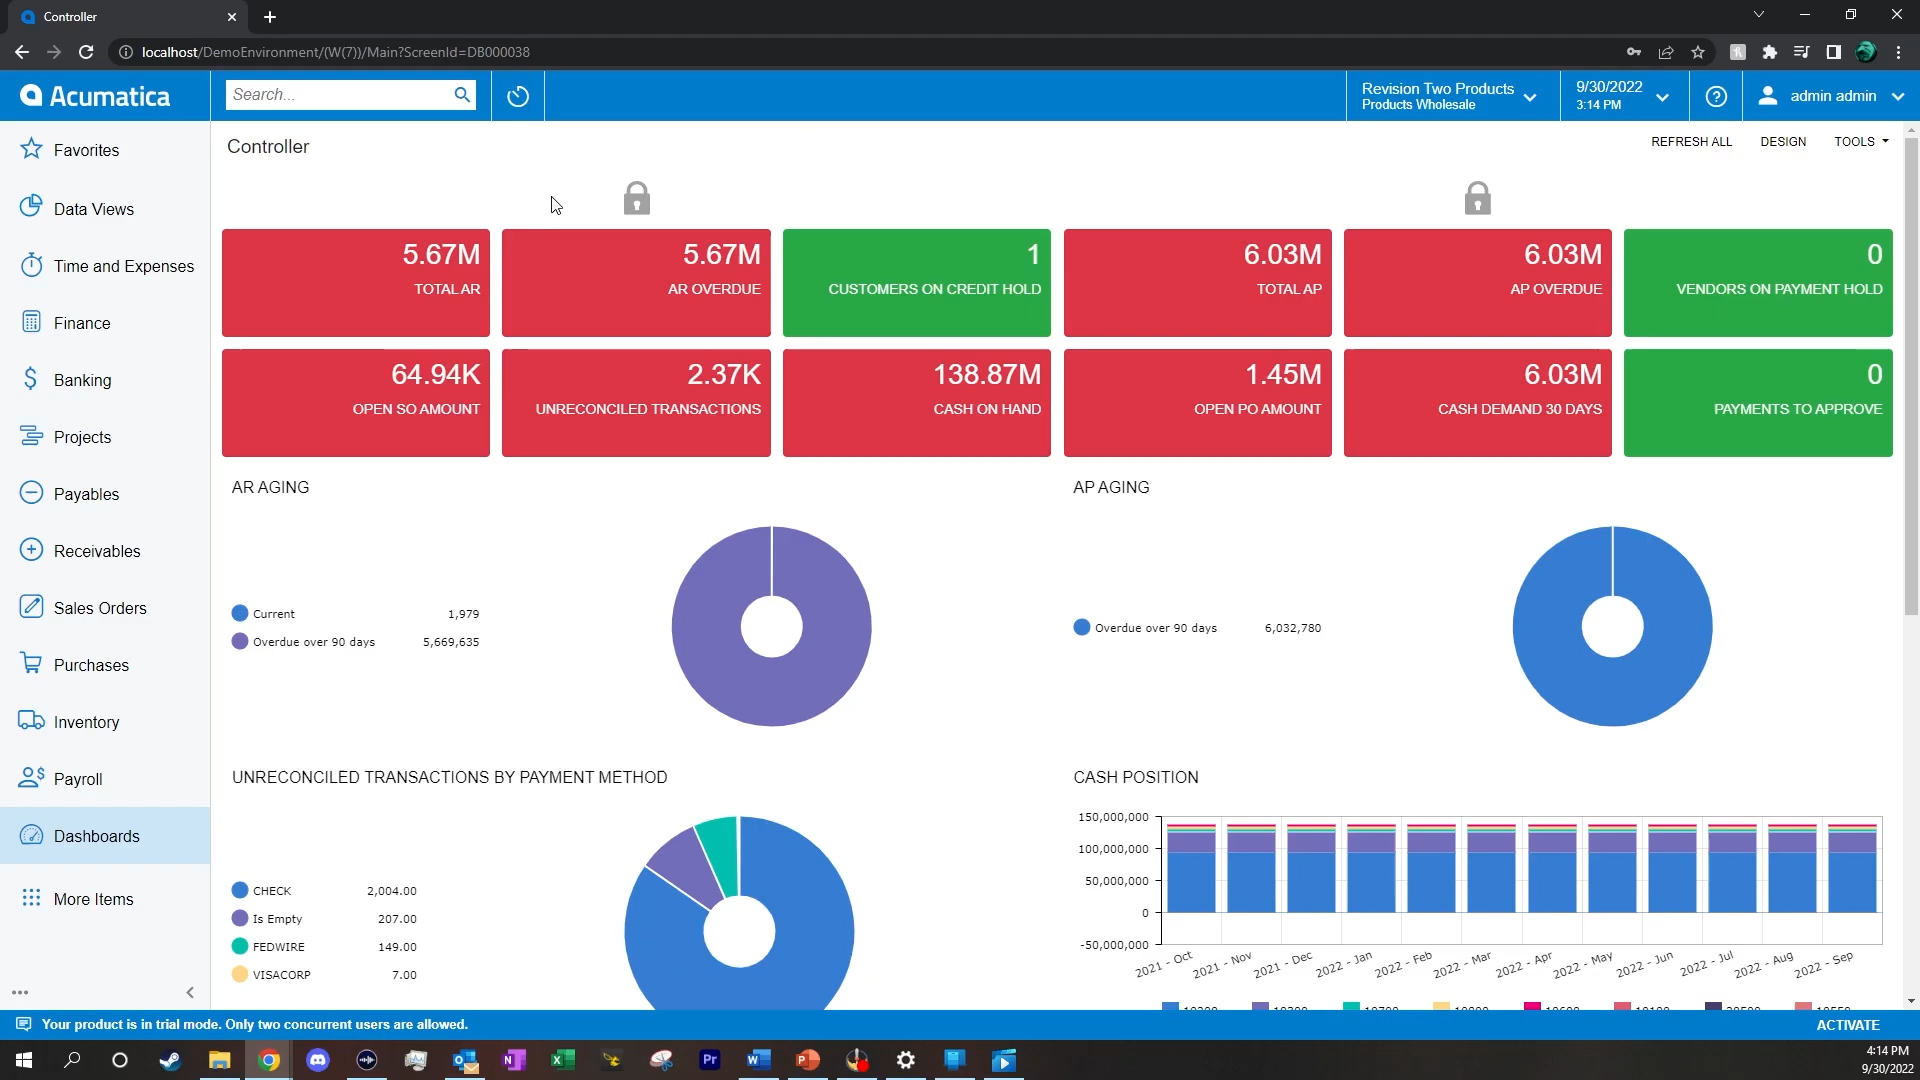 Controller
localhost/DemoEnvironment/(W(7))/Main?ScreenId=DB000038
Acumatica
Search...
Revision Two Products
Products Wholesale
9/30/2022
3:14 PM
admin admin
Favorites
Data Views
Time and Expenses
Finance
Banking
Projects
Payables
Receivables
Sales Orders
Purchases
Inventory
Payroll
Dashboards
More Items
Controller
REFRESH ALL
DESIGN
TOOLS
5.67M
TOTAL AR
5.67M
AR OVERDUE
1
CUSTOMERS ON CREDIT HOLD
6.03M
TOTAL AP
6.03M
AP OVERDUE
0
VENDORS ON PAYMENT HOLD
64.94K
OPEN SO AMOUNT
2.37K
UNRECONCILED TRANSACTIONS
138.87M
CASH ON HAND
1.45M
OPEN PO AMOUNT
6.03M
CASH DEMAND 30 DAYS
0
PAYMENTS TO APPROVE
AR AGING
Current 1,979
Overdue over 90 days 5,669,635
AP AGING
Overdue over 90 days 6,032,780
UNRECONCILED TRANSACTIONS BY PAYMENT METHOD
CHECK 2,004.00
Is Empty 207.00
FEDWIRE 149.00
VISACORP 7.00
CASH POSITION
150,000,000
100,000,000
50,000,000
0
-50,000,000
2021 - Oct
2021 - Nov
2021 - Dec
2022 - Jan
2022 - Feb
2022 - Mar
2022 - Apr
2022 - May
2022 - Jun
2022 - Jul
2022 - Aug
2022 - Sep
Your product is in trial mode. Only two concurrent users are allowed.
ACTIVATE
4:14 PM
9/30/2022